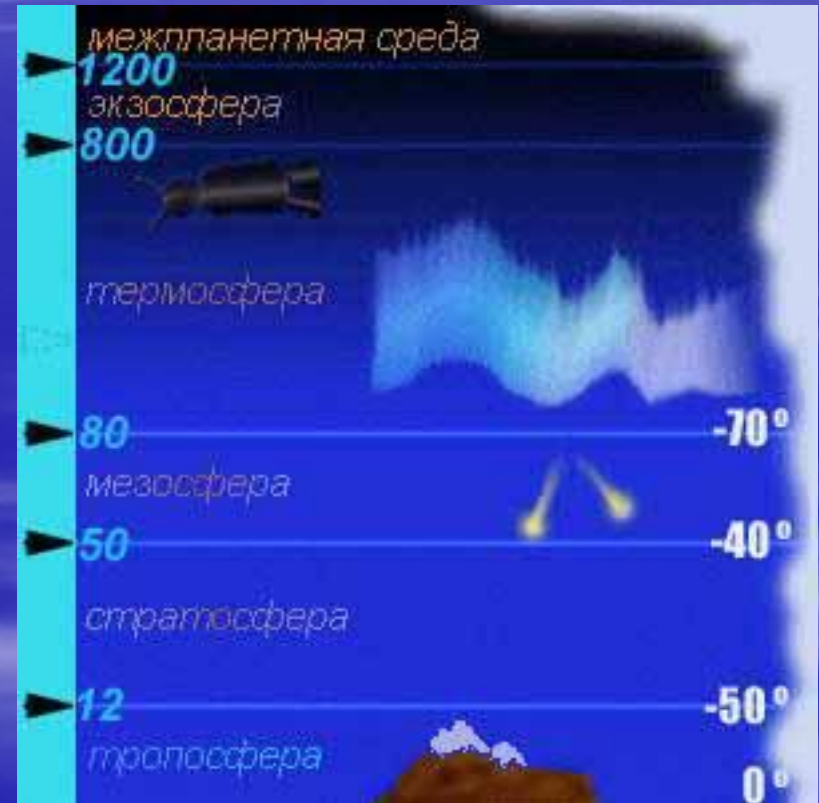 межпланетная среда
1200
экзосфера
800
термосфера
80 -70°
мезосфера
50 -40°
стратосфера
12 -50°
тропосфера
0°